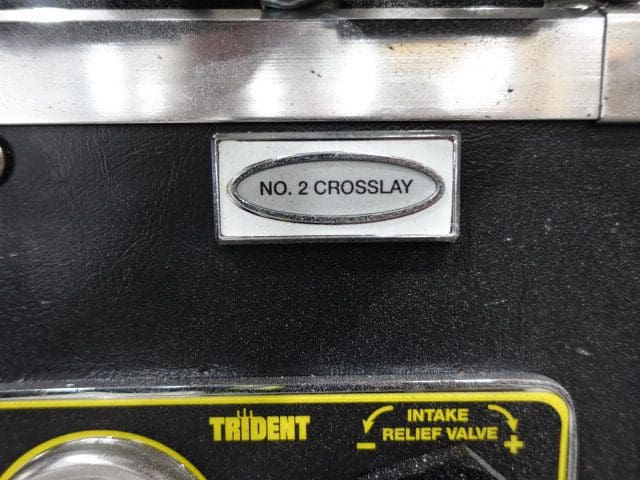 NO. 2 CROSSLAY
TRIDENT
INTAKE
RELIEF VALVE
- +